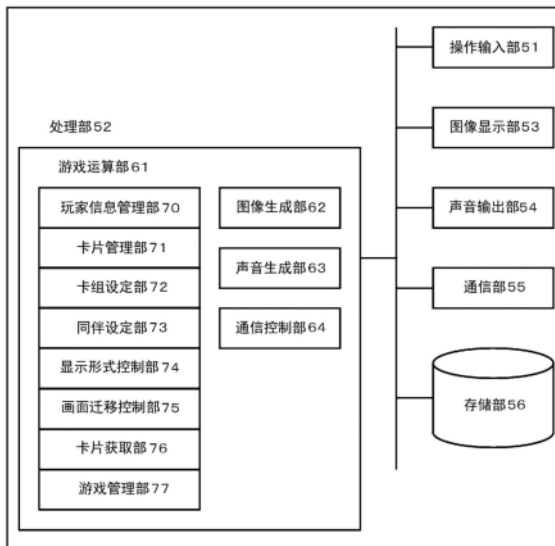 处理部52
游戏运算部61
玩家信息管理部70
卡片管理部71
卡组设定部72
同伴设定部73
显示形式控制部74
画面迁移控制部75
卡片获取部76
游戏管理部77
图像生成部62
声音生成部63
通信控制部64
操作输入部51
图像显示部53
声音输出部54
通信部55
存储部56